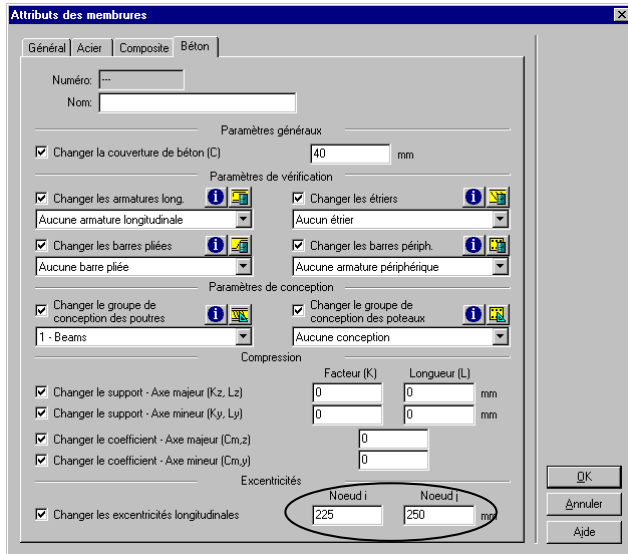 Attributs des membrures
Général Acier Composite Béton
Numéro: ---
Nom:
Paramètres généraux
Changer la couverture de béton (C) 40 mm
Paramètres de vérification
Changer les armatures long. Changer les étriers
Aucune armature longitudinale Aucun étrier
Changer les barres pliées Changer les barres périph.
Aucune barre pliée Aucune armature périphérique
Paramètres de conception
Changer le groupe de conception des poutres Changer le groupe de conception des poteaux
1 - Beams Aucune conception
Compression
Facteur (K) Longueur (L)
Changer le support - Axe majeur (Kz, Lz) 0 0 mm
Changer le support - Axe mineur (Ky, Ly) 0 0 mm
Changer le coefficient - Axe majeur (Cm,z) 0
Changer le coefficient - Axe mineur (Cm,y) 0
Excentricités
Noeud i Noeud j
Changer les excentricités longitudinales 225 250 mm
OK
Annuler
Aide